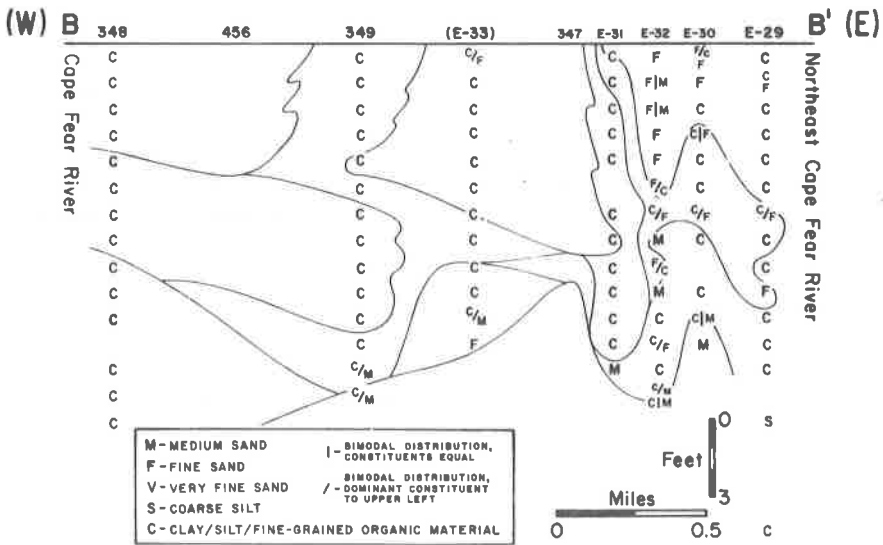 (W) B B' (E)
348 456 349 (E-33) 347 E-31 E-32 E-30 E-29
Cape Fear River
Northeast Cape Fear River
C C C/F C F F/C C
F
C C C C F|M F C
F
C C C C F|M C C
C C C C F C|F C
C C C C F C C
C C C F/C C C
C C C C C/F C/F C/F
C C C C M C C
C C C C F/C C
C C C C M C F
C C C/M C C C|M C
C F C C/F M C
C C/M M C C
C C/M C/M
C|M
C S
M-MEDIUM SAND
F-FINE SAND
V-VERY FINE SAND
S-COARSE SILT
C-CLAY/SILT/FINE-GRAINED ORGANIC MATERIAL
|-BIMODAL DISTRIBUTION,
CONSTITUENTS EQUAL
BIMODAL DISTRIBUTION,
/-DOMINANT CONSTITUENT
TO UPPER LEFT
0
Feet
3
Miles
0 0.5
C